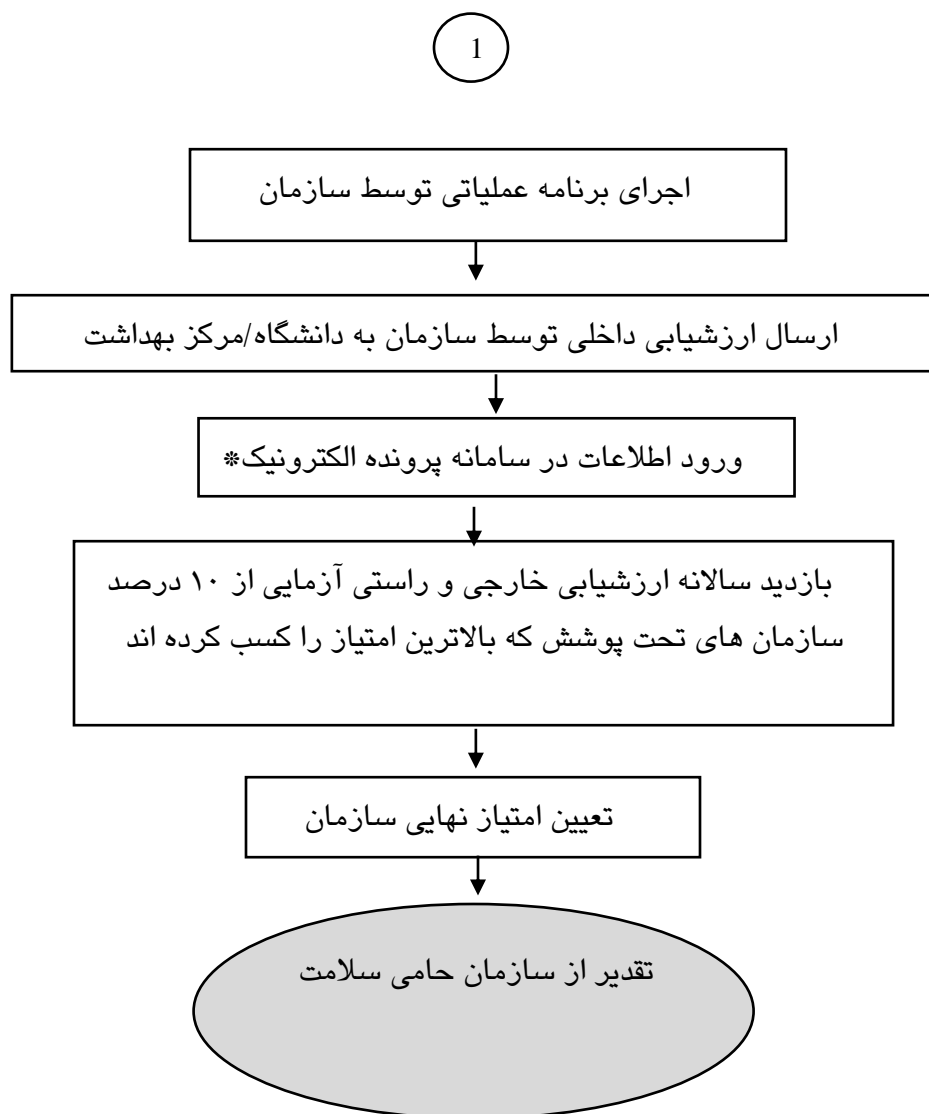 1
اجرای برنامه عملیاتی توسط سازمان
ارسال ارزشیابی داخلی توسط سازمان به دانشگاه/مرکز بهداشت
ورود اطلاعات در سامانه پرونده الکترونیک*
بازدید سالانه ارزشیابی خارجی و راستی آزمایی از ۱۰ درصد
سازمان های تحت پوشش که بالاترین امتیاز را کسب کرده اند
تعیین امتیاز نهایی سازمان
تقدیر از سازمان حامی سلامت